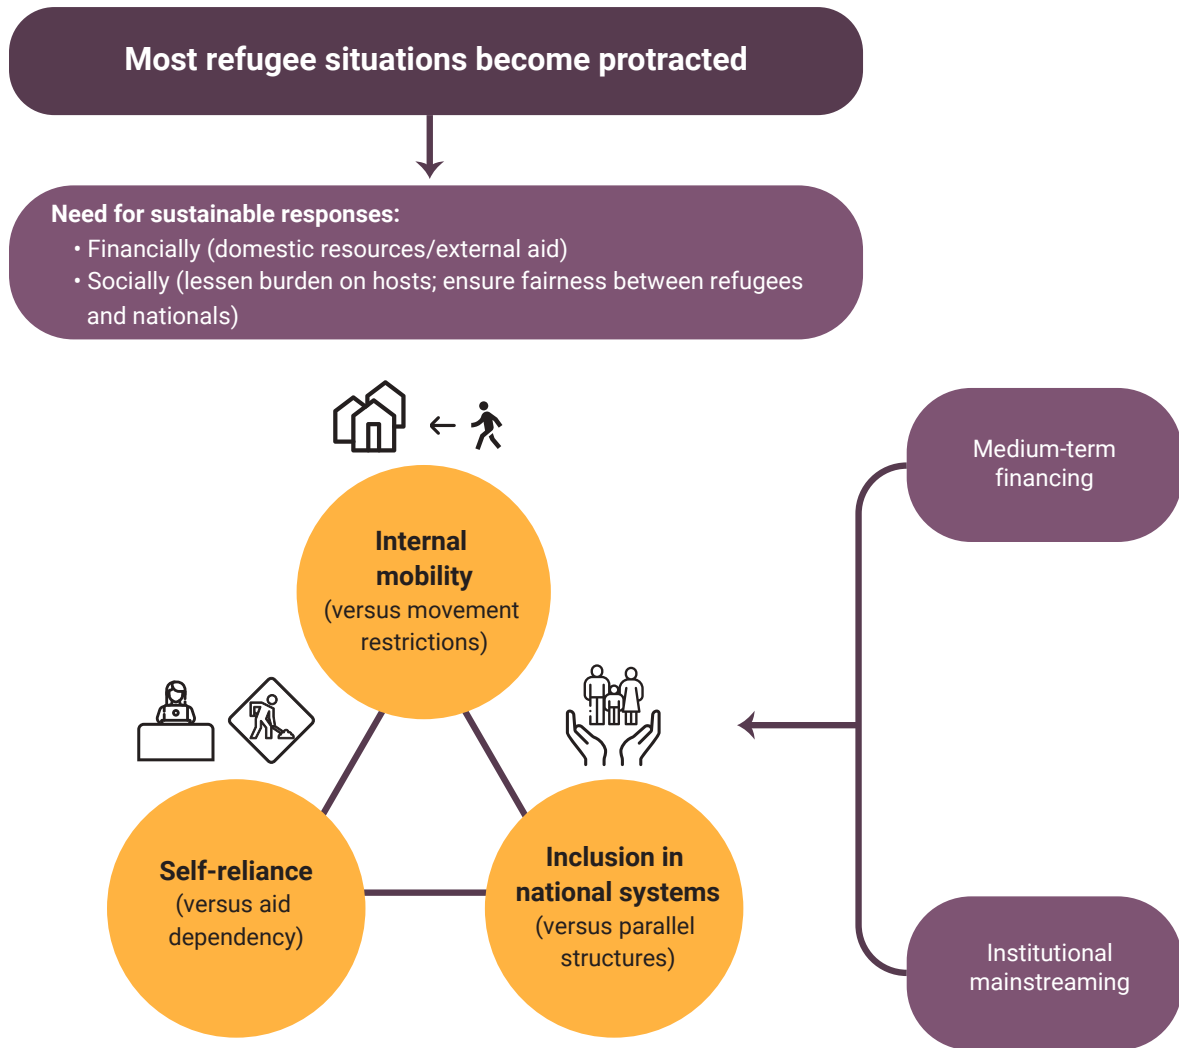 Most refugee situations become protracted
Need for sustainable responses:
• Financially (domestic resources/external aid)
• Socially (lessen burden on hosts; ensure fairness between refugees
and nationals)
Internal
mobility
(versus movement
restrictions)
Self-reliance
(versus aid
dependency)
Inclusion in
national systems
(versus parallel
structures)
Medium-term
financing
Institutional
mainstreaming